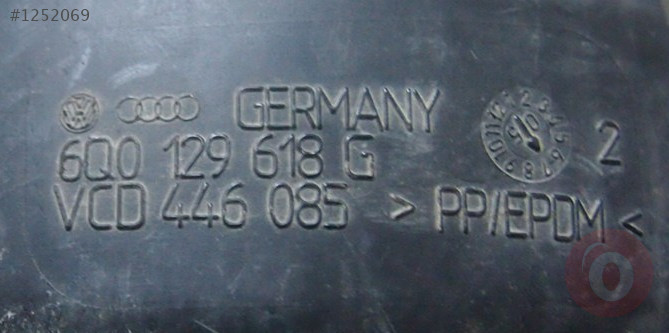 #1252069
GERMANY
6Q0 129 618 G
2
VCD 446 085 > PP/EPDM <